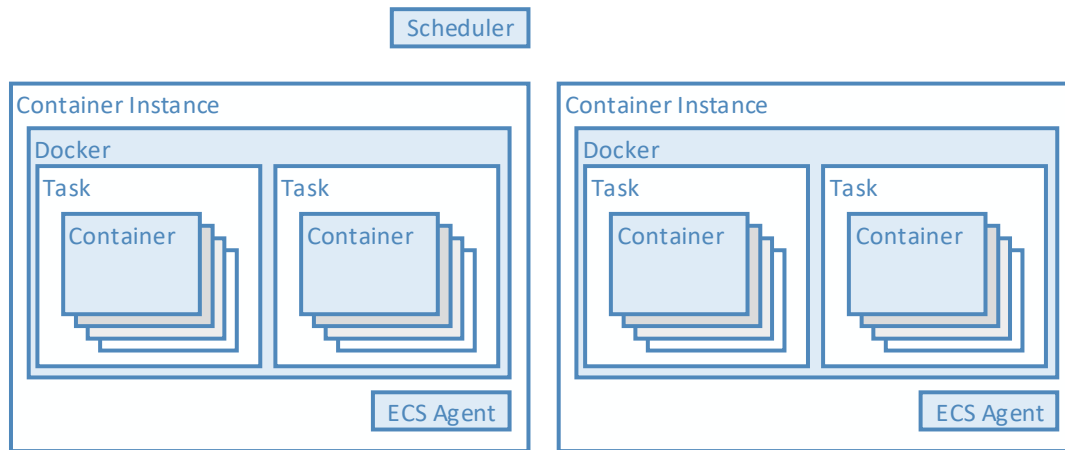 Scheduler
Container Instance
Docker
Task
Container
Task
Container
ECS Agent
Container Instance
Docker
Task
Container
Task
Container
ECS Agent